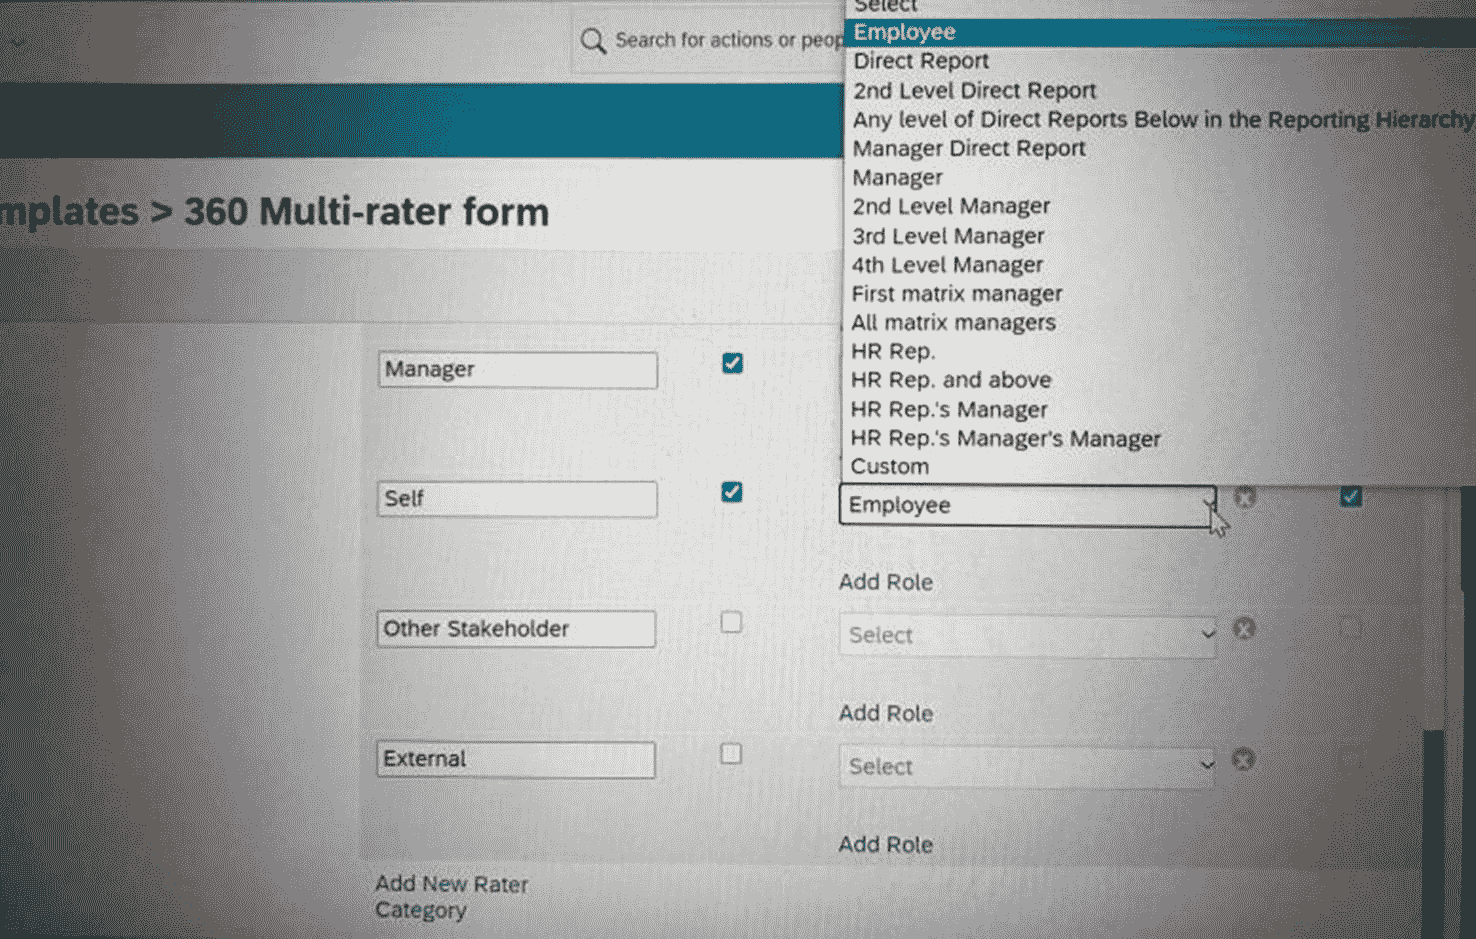 Select
Search for actions or peop
Employee
Direct Report
2nd Level Direct Report
Any level of Direct Reports Below in the Reporting Hierarchy
Manager Direct Report
Manager
2nd Level Manager
3rd Level Manager
4th Level Manager
First matrix manager
All matrix managers
HR Rep.
HR Rep. and above
HR Rep.'s Manager
HR Rep.'s Manager's Manager
Custom
mplates > 360 Multi-rater form
Manager
Self
Employee
Add Role
Other Stakeholder
Select
Add Role
External
Select
Add Role
Add New Rater
Category